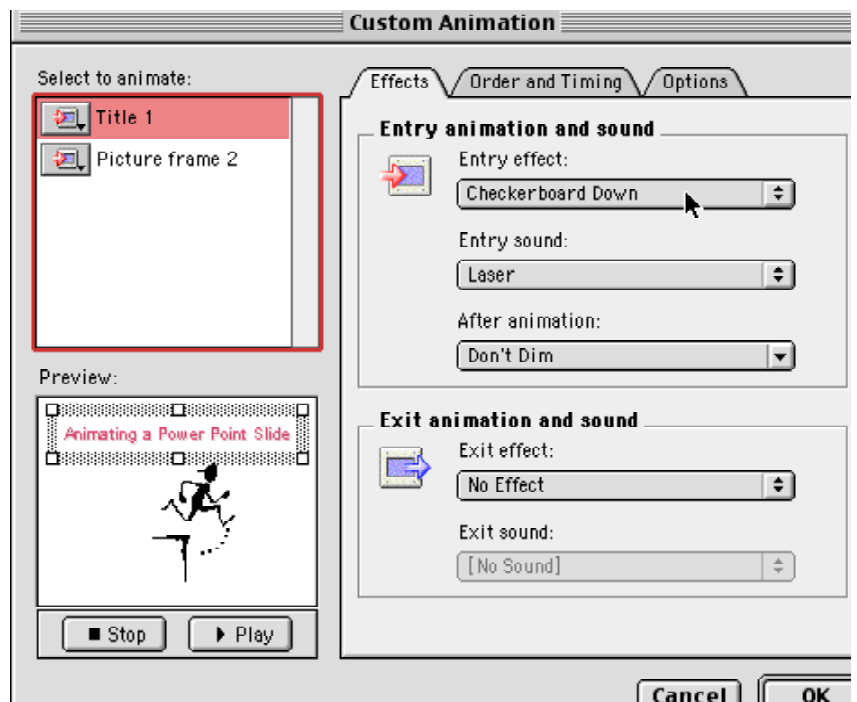 Custom Animation
Select to animate:
Title 1
Picture frame 2
Preview:
Animating a Power Point Slide
Stop
Play
Effects
Order and Timing
Options
Entry animation and sound
Entry effect:
Checkerboard Down
Entry sound:
Laser
After animation:
Don't Dim
Exit animation and sound
Exit effect:
No Effect
Exit sound:
[No Sound]
Cancel
OK